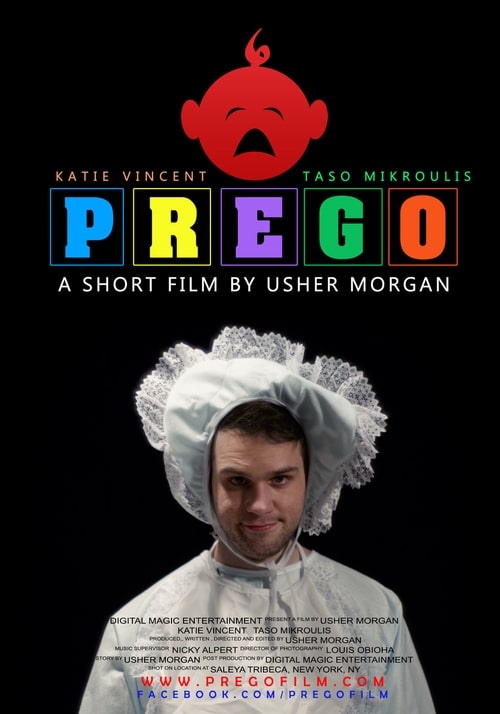 KATIE VINCENT TASO MIKROULIS
PREGO
A SHORT FILM BY USHER MORGAN
DIGITAL MAGIC ENTERTAINMENT PRESENT A FILM BY USHER MORGAN
KATIE VINCENT TASO MIKROULIS
PRODUCED, WRITTEN, DIRECTED AND EDITED BY USHER MORGAN
MUSIC SUPERVISOR NICKY ALPERT DIRECTOR OF PHOTOGRAPHY LOUIS OBIOHA
STORY BY USHER MORGAN POST PRODUCTION BY DIGITAL MAGIC ENTERTAINMENT
SHOT ON LOCATION AT SALEYA TRIBECA, NEW YORK, NY
WWW.PREGOFILM.COM
FACEBOOK.COM/PREGOFILM